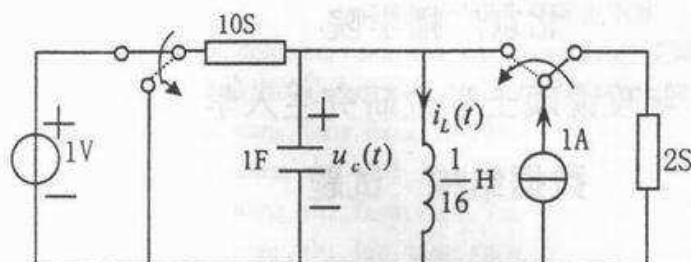 10S
+
1V
−
1F
+
u_c(t)
−
i_L(t)
1/16 H
1A
2S